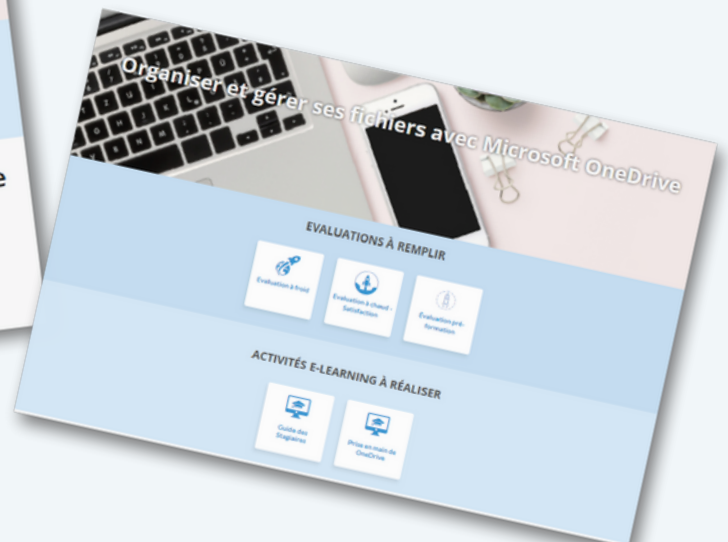 e
Organiser et gérer ses fichiers avec Microsoft OneDrive
EVALUATIONS À REMPLIR
Evaluation à froid
Evaluation à chaud -
Satisfaction
Évaluation pré-
formation
ACTIVITÉS E-LEARNING À RÉALISER
Guide des
Stagiaires
Prise en main de
OneDrive